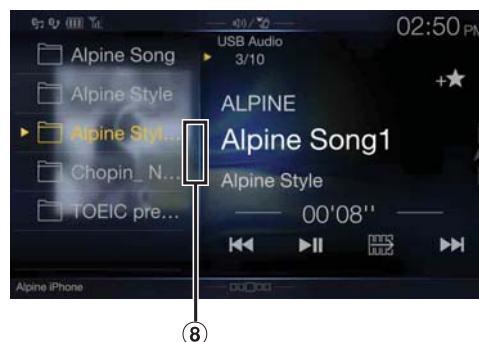 02:50 PM
Alpine Song
Alpine Style
Alpine Styl...
Chopin_ N...
TOEIC pre...
USB Audio
3/10
ALPINE
Alpine Song1
Alpine Style
00'08''
Alpine iPhone
8